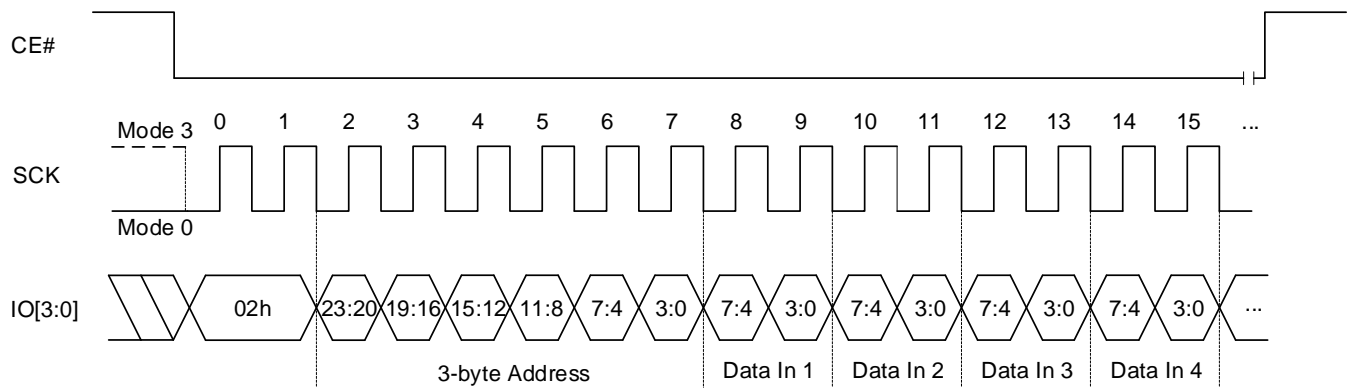 CE#
Mode 3 0 1 2 3 4 5 6 7 8 9 10 11 12 13 14 15 ...
SCK
Mode 0
IO[3:0] 02h 23:20 19:16 15:12 11:8 7:4 3:0 7:4 3:0 7:4 3:0 7:4 3:0 7:4 3:0 ...
3-byte Address Data In 1 Data In 2 Data In 3 Data In 4